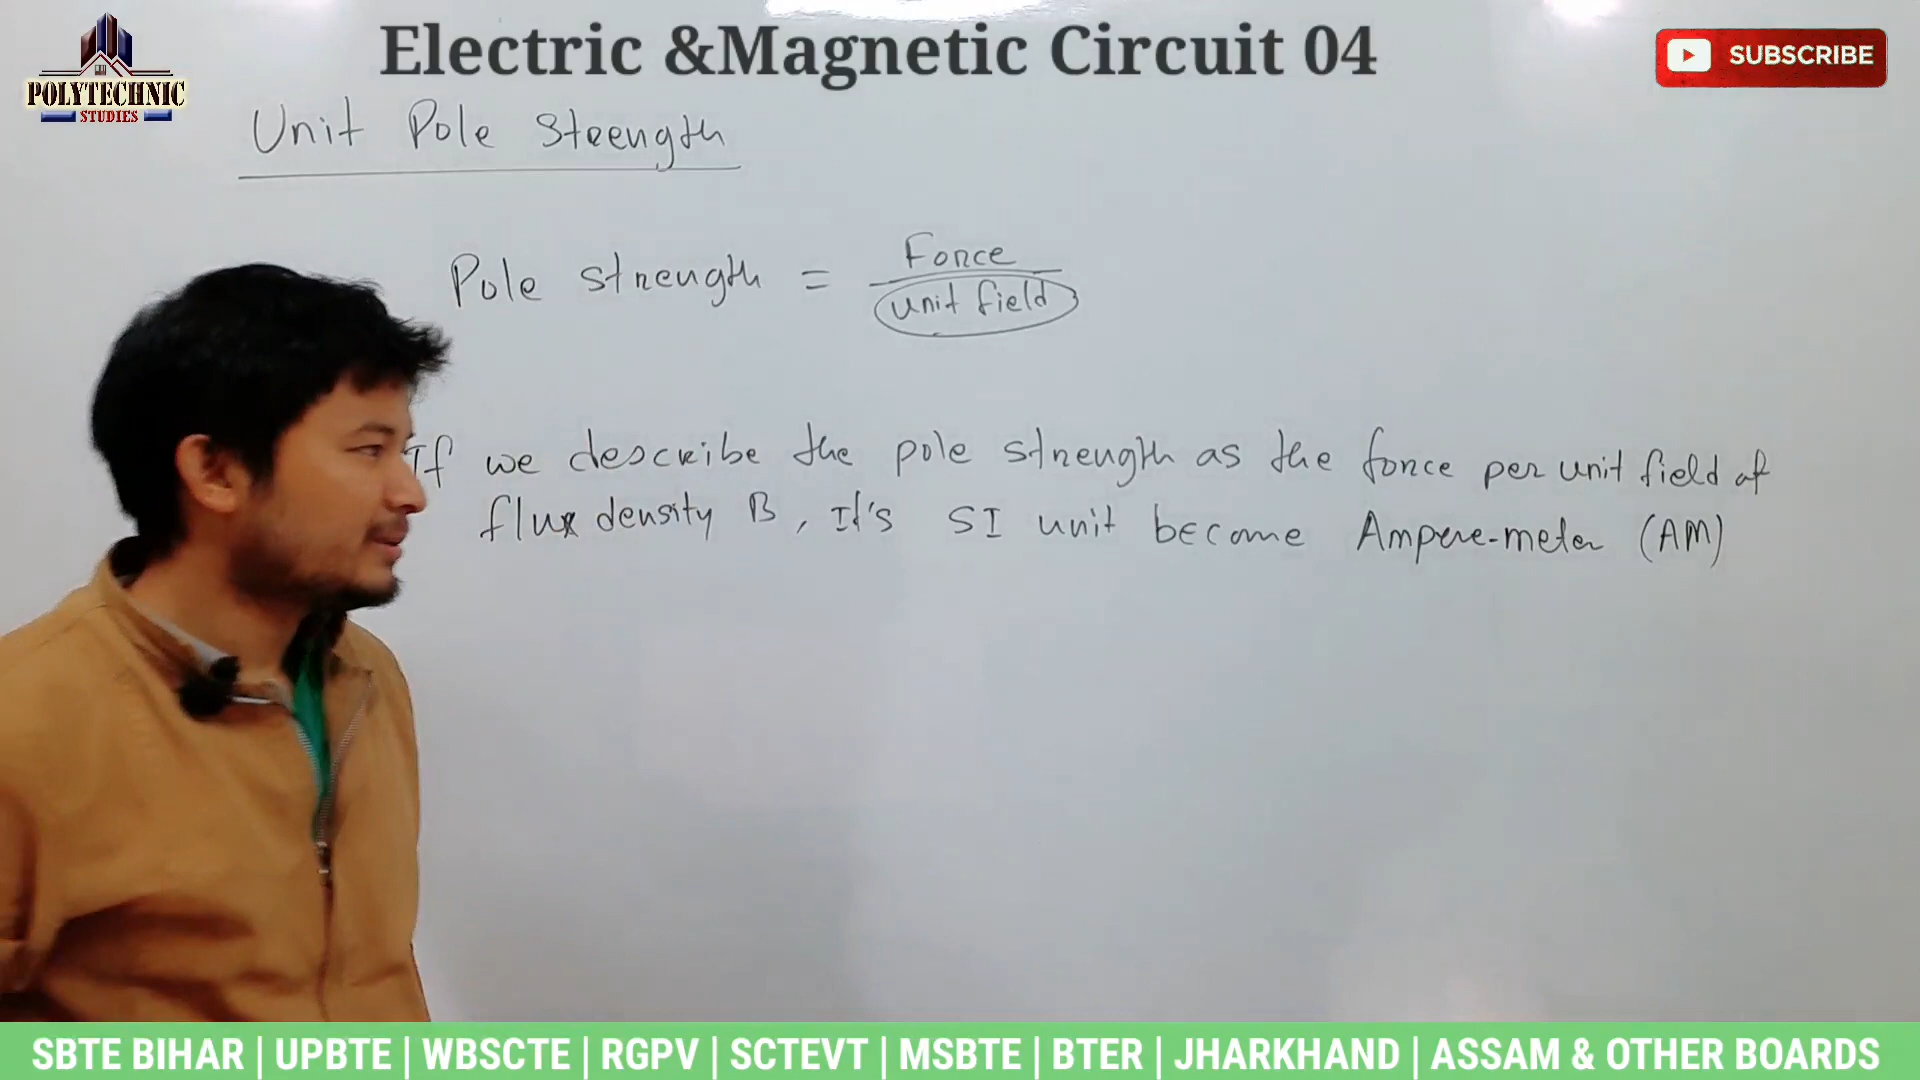 Electric &Magnetic Circuit 04
SUBSCRIBE
POLYTECHNIC
STUDIES
Unit Pole Strength
Pole strength = Force
unit field
If we describe the pole strength as the force per unit field of
flux density B, It's SI unit become Ampere-meter (AM)
SBTE BIHAR | UPBTE | WBSCTE | RGPV | SCTEVT | MSBTE | BTER | JHARKHAND | ASSAM & OTHER BOARDS